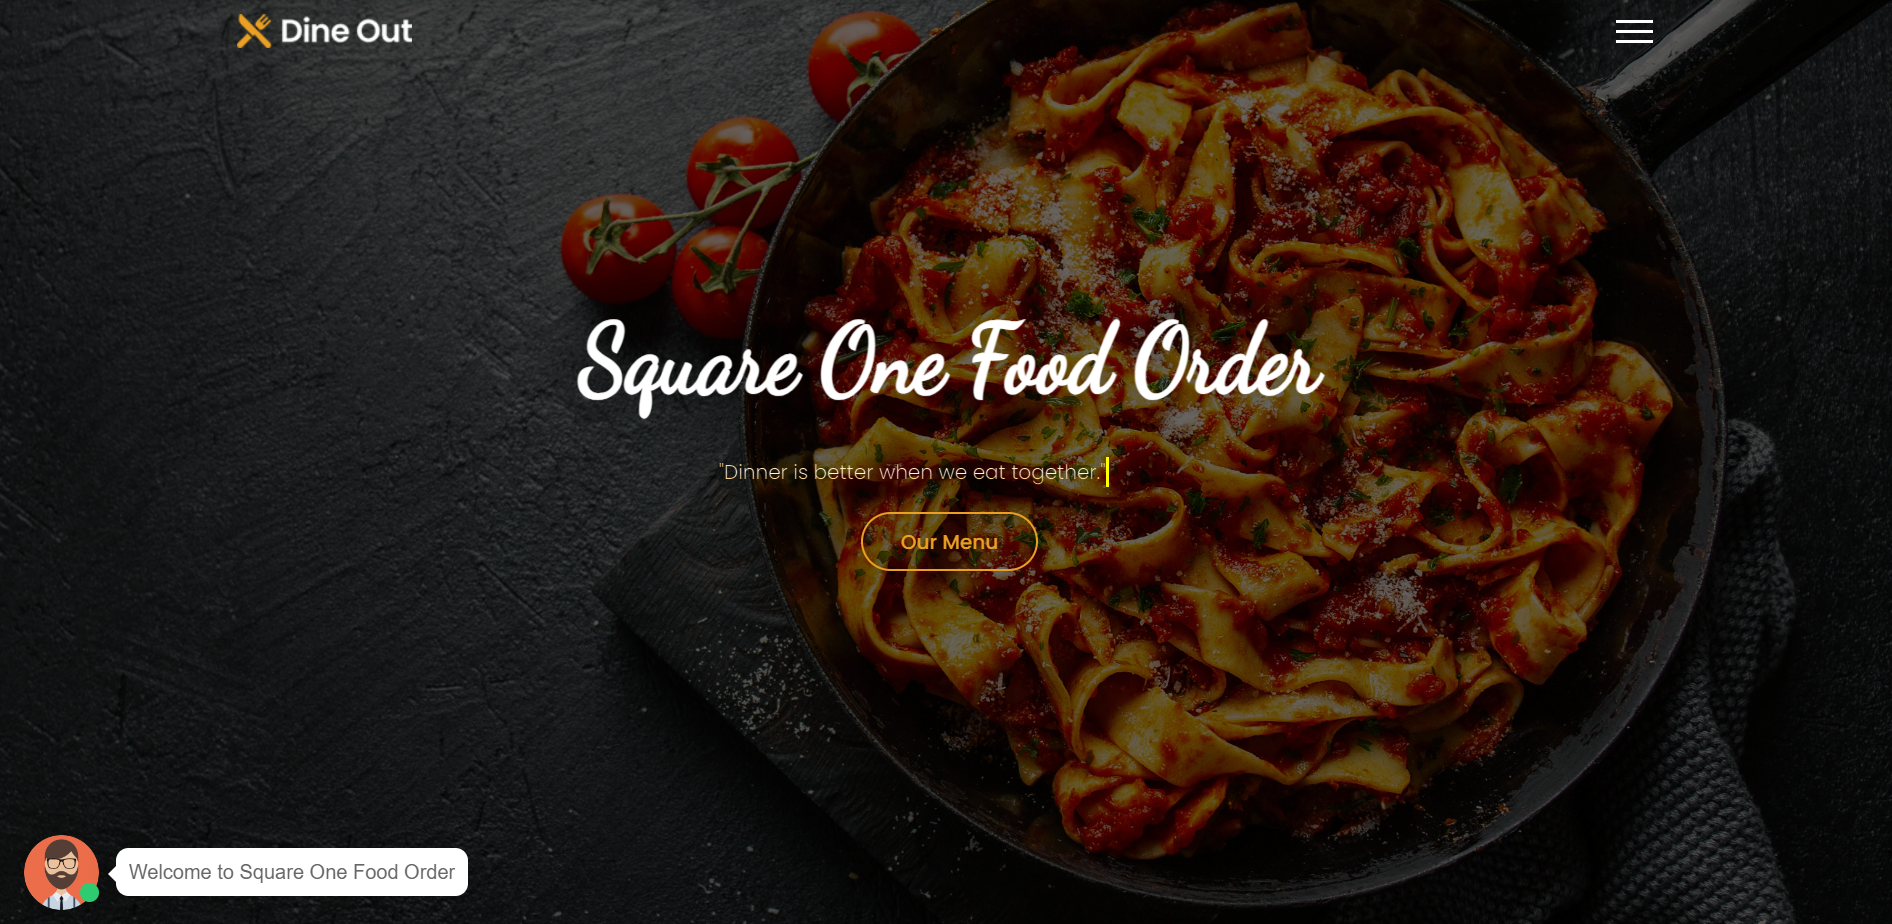 Dine Out
Square One Food Order
"Dinner is better when we eat together."
Our Menu
Welcome to Square One Food Order